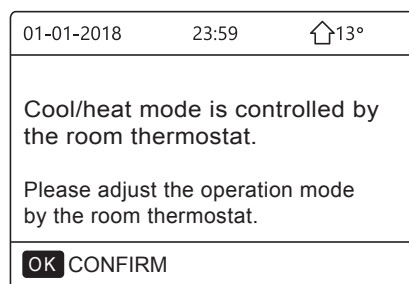 01-01-2018 23:59 13°
Cool/heat mode is controlled by
the room thermostat.
Please adjust the operation mode
by the room thermostat.
OK CONFIRM